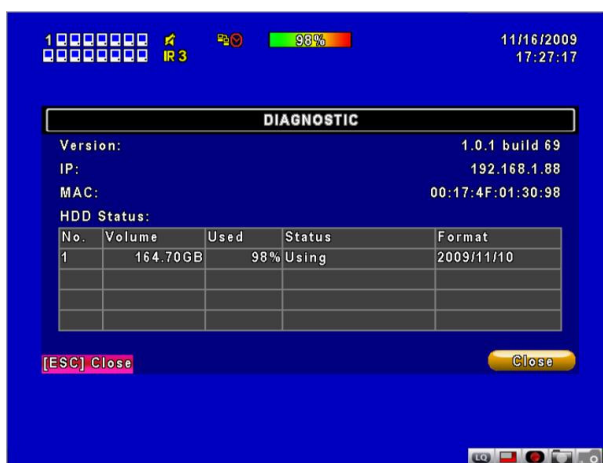 1 98% 11/16/2009
IR 3 17:27:17
DIAGNOSTIC
Version: 1.0.1 build 69
IP: 192.168.1.88
MAC: 00:17:4F:01:30:98
HDD Status:
No. Volume Used Status Format
1 164.70GB 98% Using 2009/11/10
[ESC] Close Close
LQ